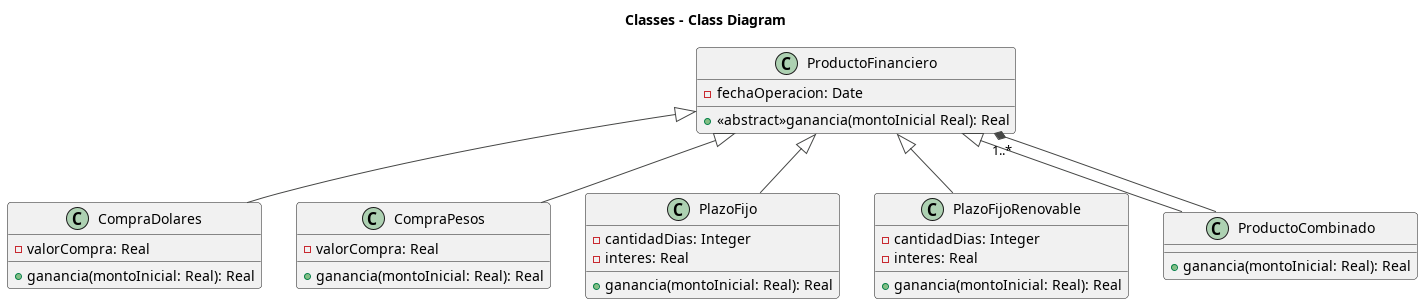 Classes - Class Diagram
C ProductoFinanciero
fechaOperacion: Date
«abstract»ganancia(montoInicial Real): Real
1..*
C CompraDolares
valorCompra: Real
ganancia(montoInicial: Real): Real
C CompraPesos
valorCompra: Real
ganancia(montoInicial: Real): Real
C PlazoFijo
cantidadDias: Integer
interes: Real
ganancia(montoInicial: Real): Real
C PlazoFijoRenovable
cantidadDias: Integer
interes: Real
ganancia(montoInicial: Real): Real
C ProductoCombinado
ganancia(montoInicial: Real): Real